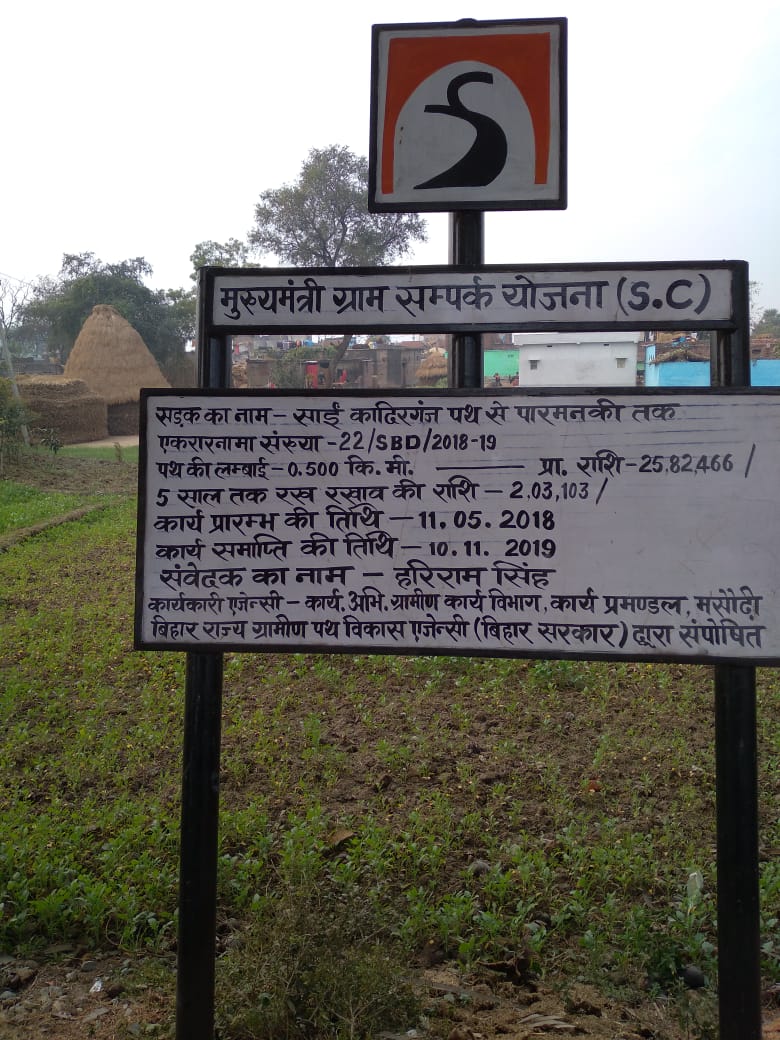 मुख्यमंत्री ग्राम सम्पर्क योजना (S.C)
सड़क का नाम - साईं कादिरगंज पथ से पारमनकी तक
एकरारनामा संख्या - 22/SBD/2018-19
पथ की लम्बाई - 0.500 कि. मी. ——— प्रा. राशि - 25,82,466 /
5 साल तक रख रखाव की राशि - 2,03,103 /
कार्य प्रारम्भ की तिथि - 11.05.2018
कार्य समाप्ति की तिथि - 10.11.2019
संवेदक का नाम - हरिराम सिंह
कार्यकारी एजेन्सी - कार्य. अभि. ग्रामीण कार्य विभाग, कार्य प्रमण्डल, मसौढ़ी
बिहार राज्य ग्रामीण पथ विकास एजेन्सी (बिहार सरकार) द्वारा संपोषित